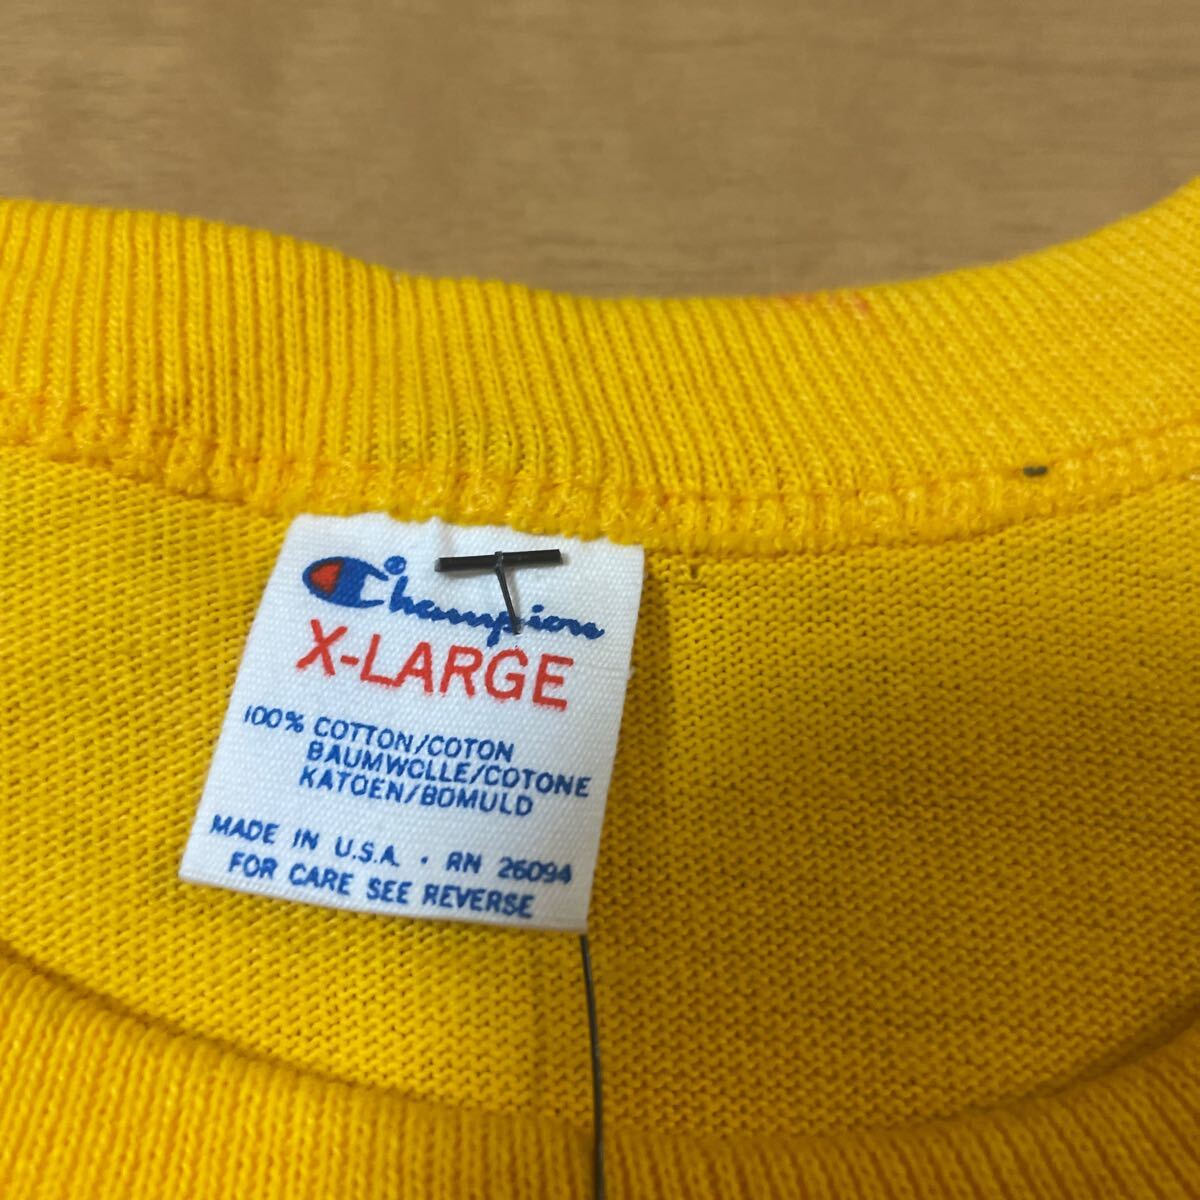 Champion®
X-LARGE
100% COTTON/COTON
BAUMWOLLE/COTONE
KATOEN/BOMULD
MADE IN U.S.A. · RN 26094
FOR CARE SEE REVERSE